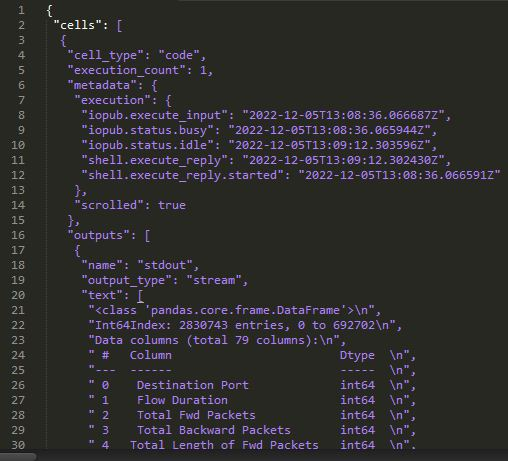 1 {
2  "cells": [
3   {
4    "cell_type": "code",
5    "execution_count": 1,
6    "metadata": {
7     "execution": {
8      "iopub.execute_input": "2022-12-05T13:08:36.066687Z",
9      "iopub.status.busy": "2022-12-05T13:08:36.065944Z",
10      "iopub.status.idle": "2022-12-05T13:09:12.303596Z",
11      "shell.execute_reply": "2022-12-05T13:09:12.302430Z",
12      "shell.execute_reply.started": "2022-12-05T13:08:36.066591Z"
13     },
14     "scrolled": true
15    },
16    "outputs": [
17     {
18      "name": "stdout",
19      "output_type": "stream",
20      "text": [
21       "<class 'pandas.core.frame.DataFrame'>\n",
22       "Int64Index: 2830743 entries, 0 to 692702\n",
23       "Data columns (total 79 columns):\n",
24       " #   Column                       Dtype  \n",
25       "---  ------                       -----  \n",
26       " 0    Destination Port            int64  \n",
27       " 1    Flow Duration               int64  \n",
28       " 2    Total Fwd Packets           int64  \n",
29       " 3    Total Backward Packets      int64  \n",
30       " 4   Total Length of Fwd Packets  int64  \n",